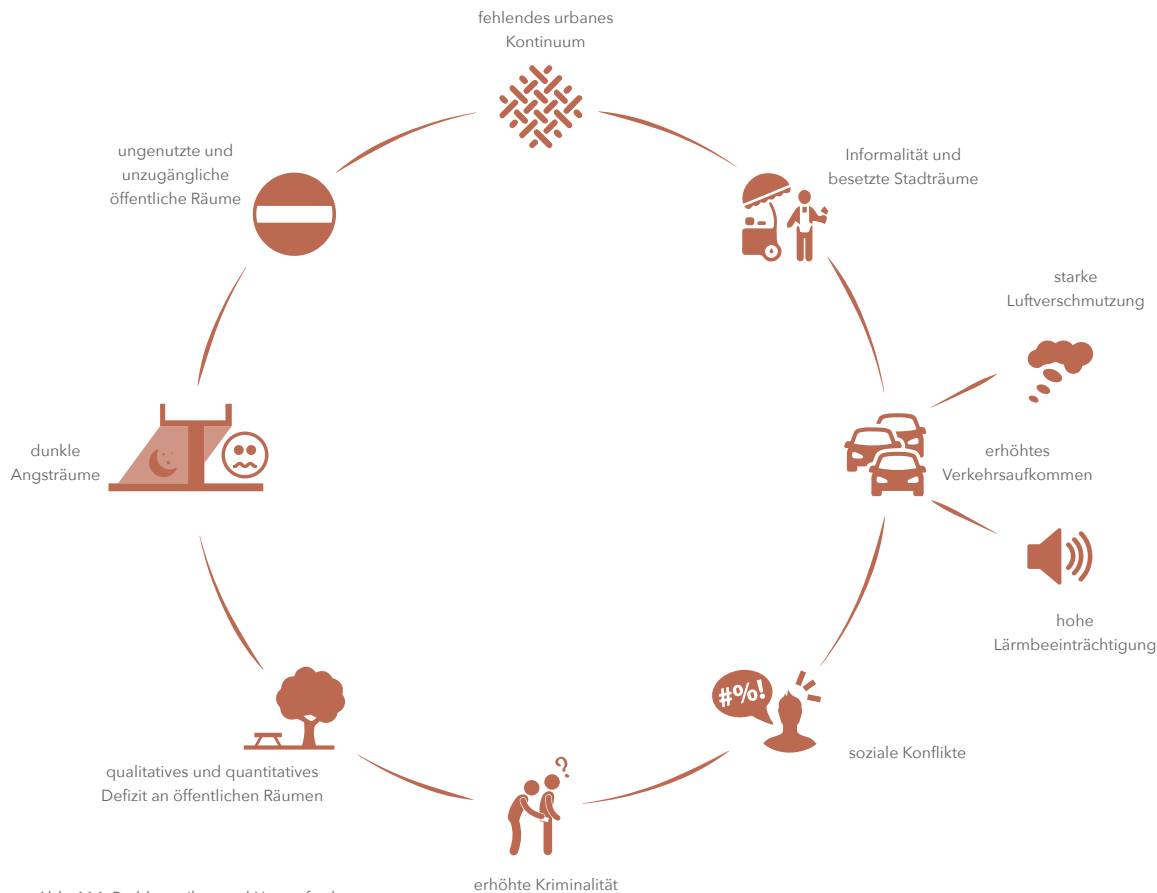 fehlendes urbanes
Kontinuum
ungenutzte und
unzugängliche
öffentliche Räume
Informalität und
besetzte Stadträume
starke
Luftverschmutzung
dunkle
Angsträume
erhöhtes
Verkehrsaufkommen
hohe
Lärmbeeinträchtigung
#%!
soziale Konflikte
qualitatives und quantitatives
Defizit an öffentlichen Räumen
?
erhöhte Kriminalität